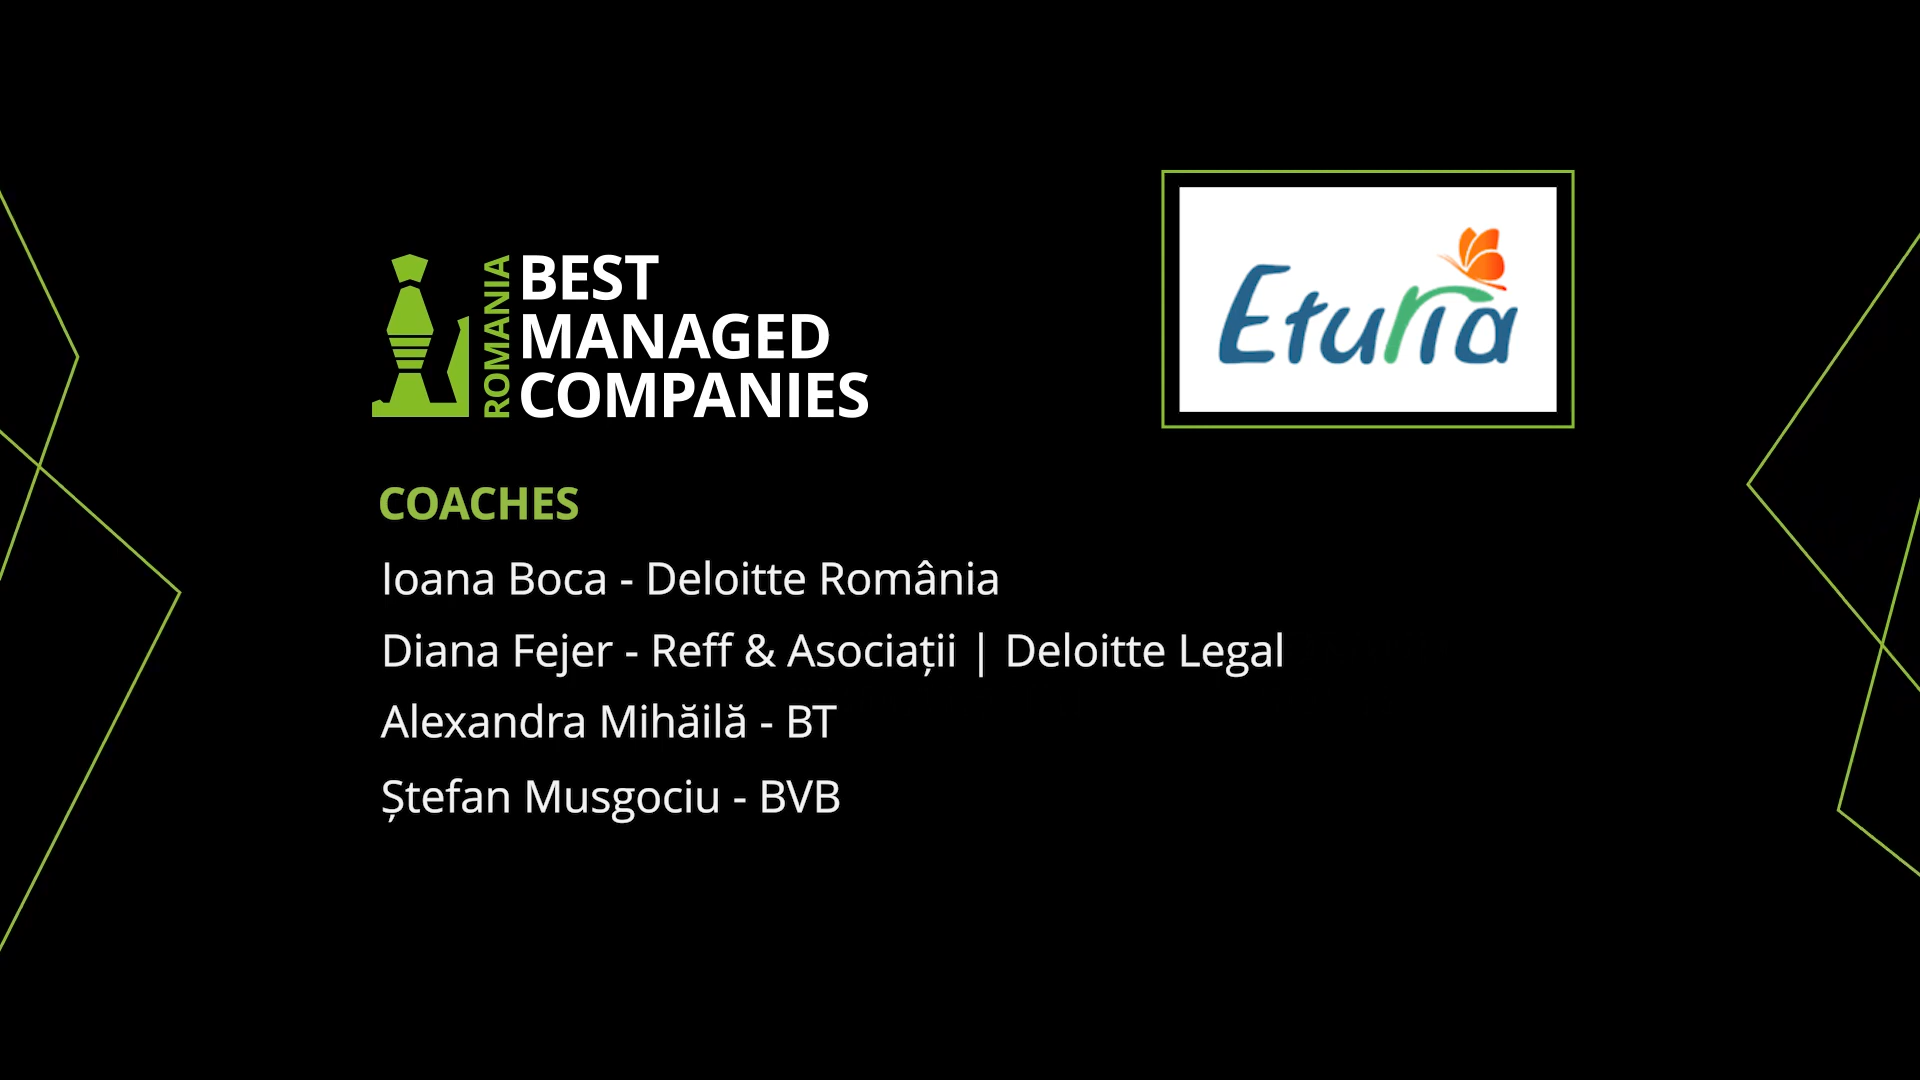 ROMANIA
BEST
MANAGED
COMPANIES
Eturia
COACHES
Ioana Boca - Deloitte România
Diana Fejer - Reff & Asociații | Deloitte Legal
Alexandra Mihăilă - BT
Ștefan Musgociu - BVB